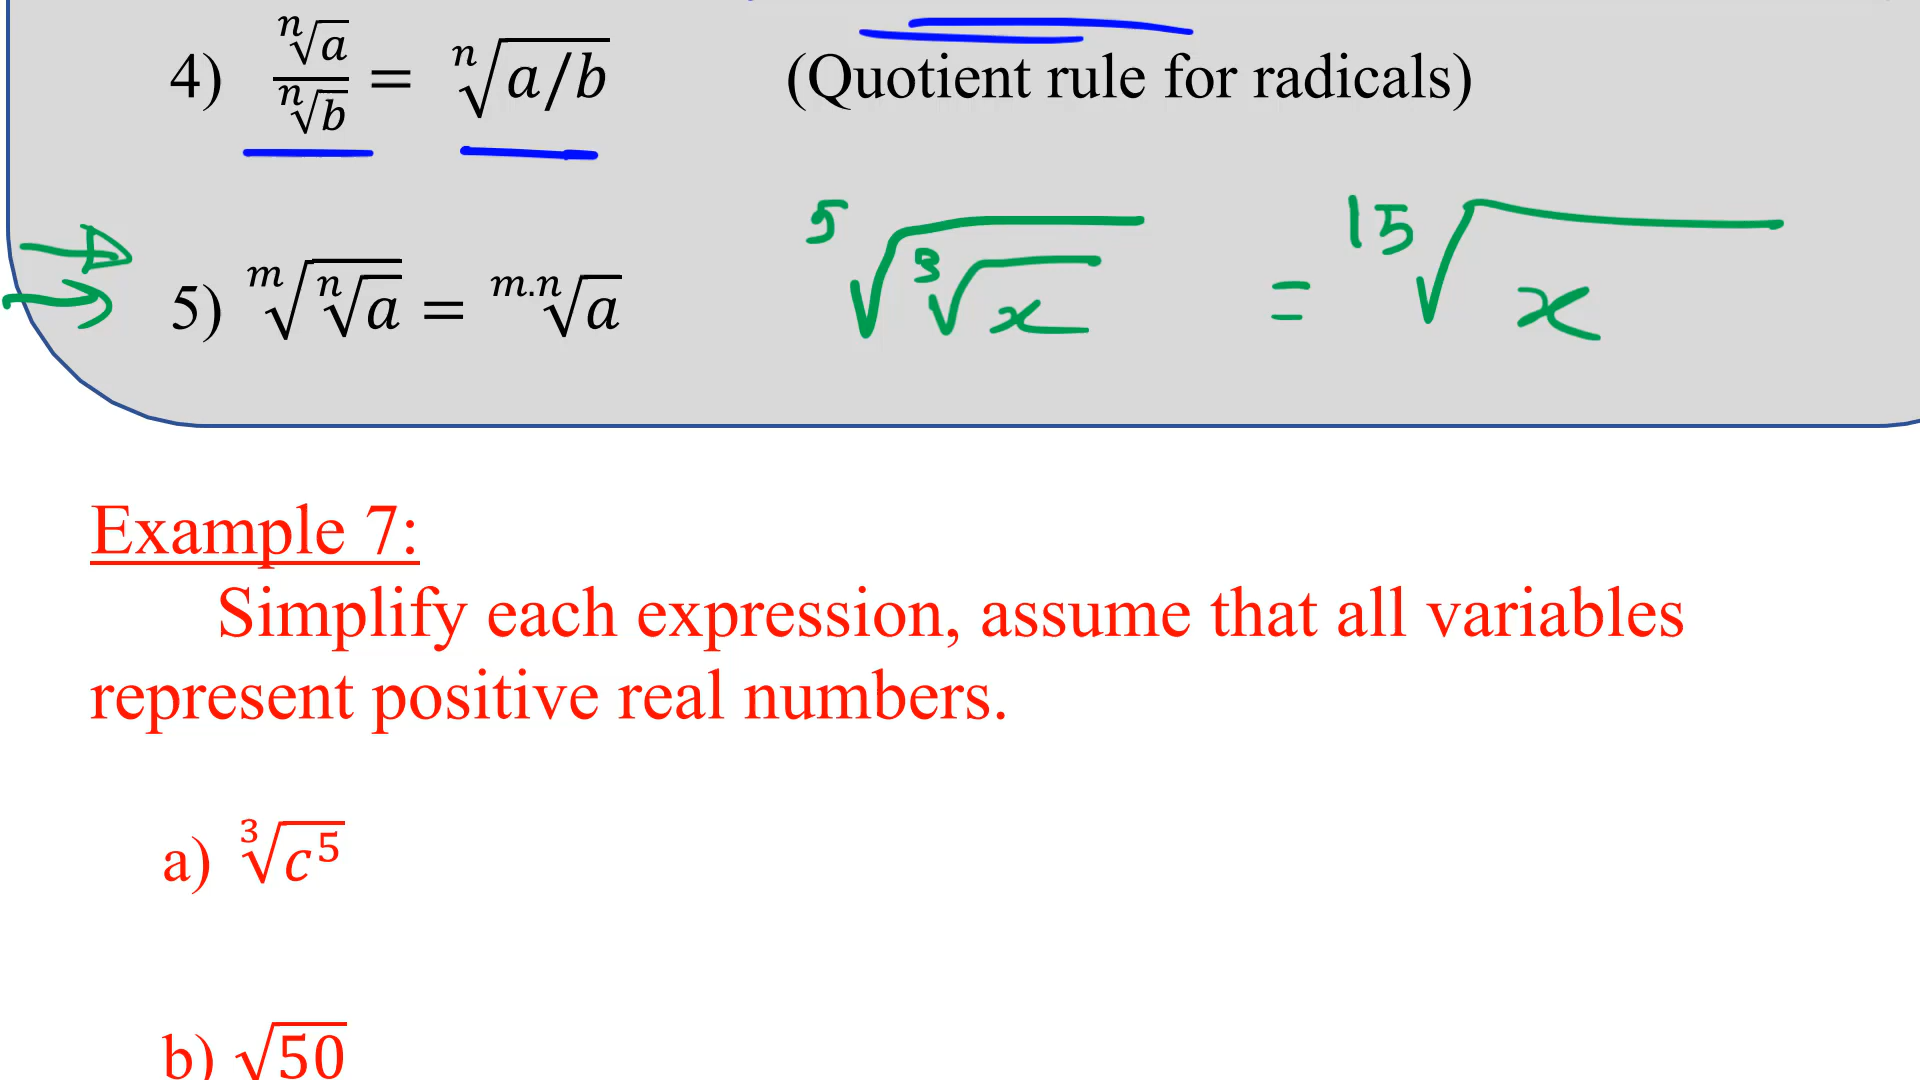 4) ⁿ√a / ⁿ√b = ⁿ√(a/b) (Quotient rule for radicals)
5) ᵐ√(ⁿ√a) = ᵐ·ⁿ√a ⁵√(³√x) = ¹⁵√x
Example 7:
Simplify each expression, assume that all variables
represent positive real numbers.
a) ³√(c⁵)
b) √50